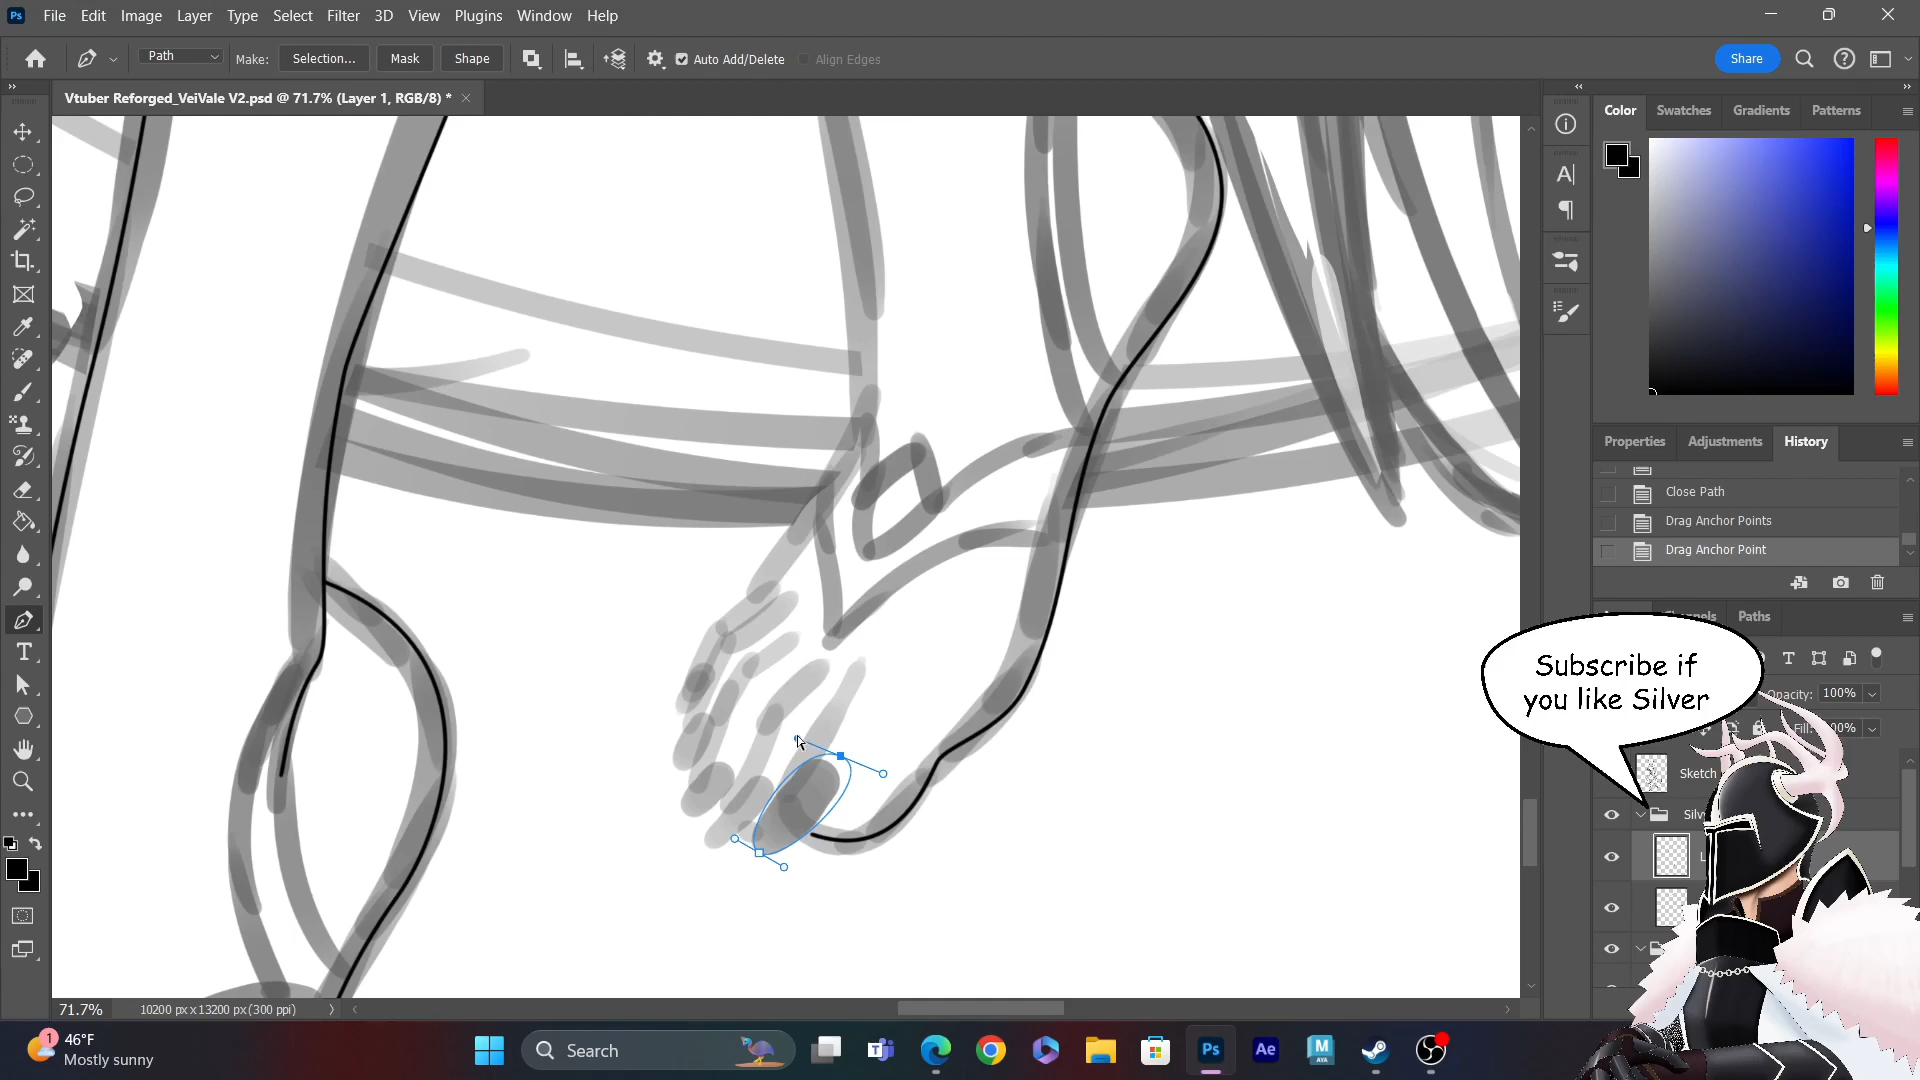 File Edit Image Layer Type Select Filter 3D View Plugins Window Help
Path Make: Selection... Mask Shape Auto Add/Delete Align Edges Share
Vtuber Reforged_VeiVale V2.psd @ 71.7% (Layer 1, RGB/8) *
Color Swatches Gradients Patterns
Properties Adjustments History
Close Path
Drag Anchor Points
Drag Anchor Point
Paths
Subscribe if
you like Silver
Opacity: 100%
Sketch
71.7% 10200 px x 13200 px (300 ppi)
1 46°F
Mostly sunny
Search